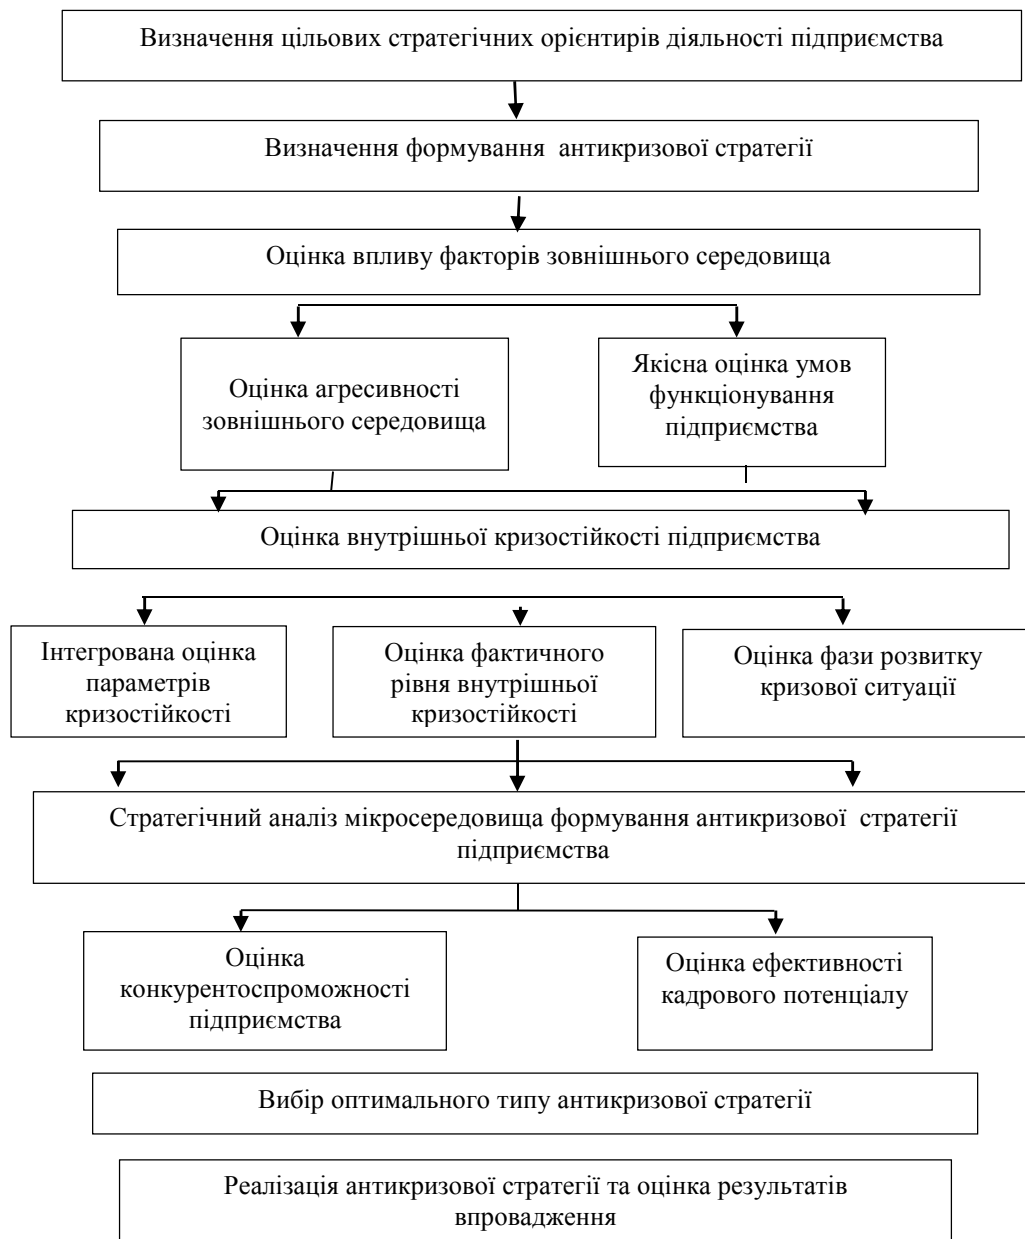 Визначення цільових стратегічних орієнтирів діяльності підприємства
Визначення формування антикризової стратегії
Оцінка впливу факторів зовнішнього середовища
Оцінка агресивності
зовнішнього середовища
Якісна оцінка умов
функціонування
підприємства
Оцінка внутрішньої кризостійкості підприємства
Інтегрована оцінка
параметрів
кризостійкості
Оцінка фактичного
рівня внутрішньої
кризостійкості
Оцінка фази розвитку
кризової ситуації
Стратегічний аналіз мікросередовища формування антикризової стратегії
підприємства
Оцінка
конкурентоспроможності
підприємства
Оцінка ефективності
кадрового потенціалу
Вибір оптимального типу антикризової стратегії
Реалізація антикризової стратегії та оцінка результатів
впровадження